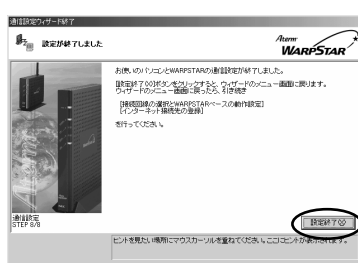 通信設定ウィザード終了
設定が終了しました
Aterm
WARPSTAR
お使いのパソコンとWARPSTARの通信設定が終了しました。
[設定終了(X)]ボタンをクリックすると、ウィザードのメニュー画面に戻ります。
ウィザードのメニュー画面に戻ったら、引き続き
[接続回線の選択とWARPSTARベースの動作設定]
[インターネット接続先の登録]
を行ってください。
通信設定
STEP 8/8
設定終了(X)
ヒントを見たい場所にマウスカーソルを重ねてください。ここにヒントが表示されます。